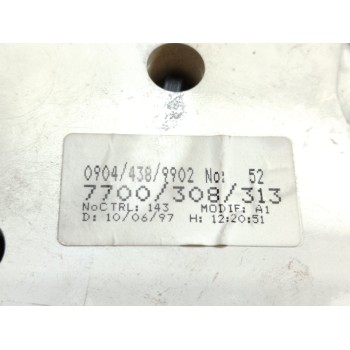 0904/438/9902 No: 52
7700/308/313
NoCTRL: 143 MODIF: A1
D: 10/06/97 H: 12:20:51